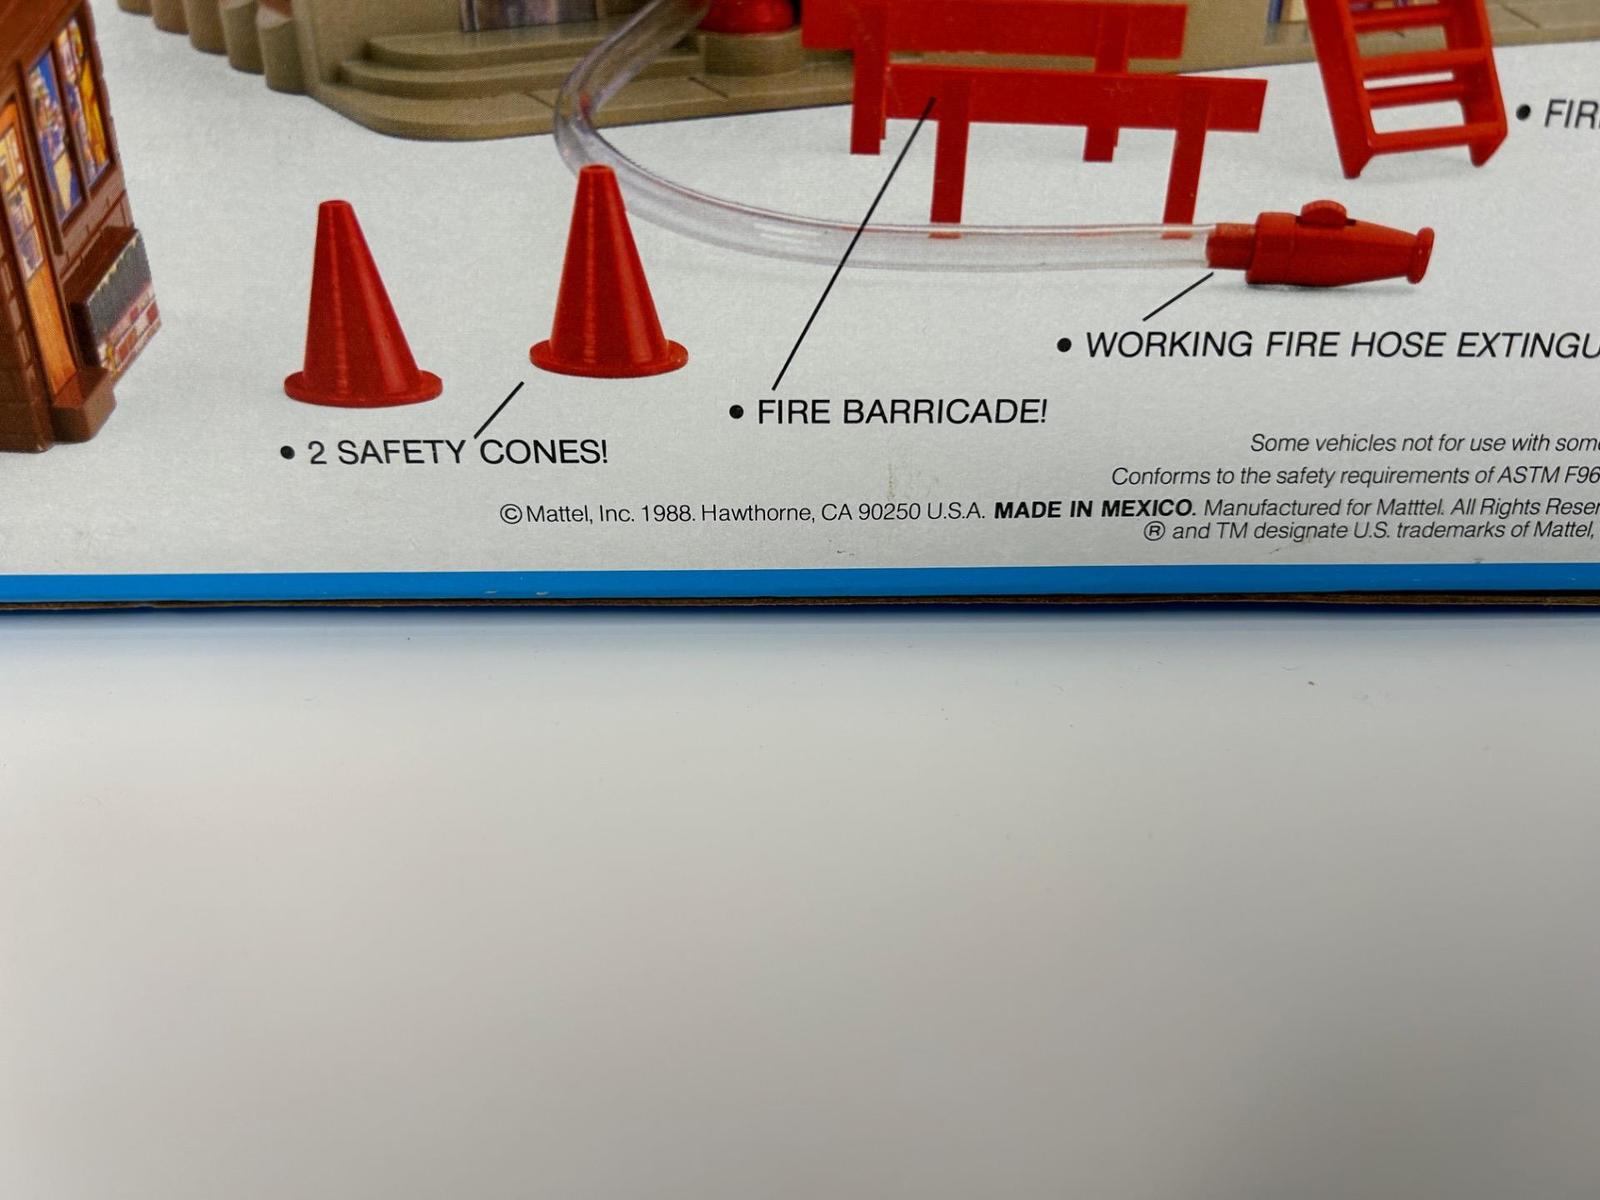 • FIR
• WORKING FIRE HOSE EXTINGU
• FIRE BARRICADE!
• 2 SAFETY CONES!
Some vehicles not for use with som
Conforms to the safety requirements of ASTM F96
©Mattel, Inc. 1988. Hawthorne, CA 90250 U.S.A. MADE IN MEXICO. Manufactured for Matttel. All Rights Reser
® and TM designate U.S. trademarks of Mattel,